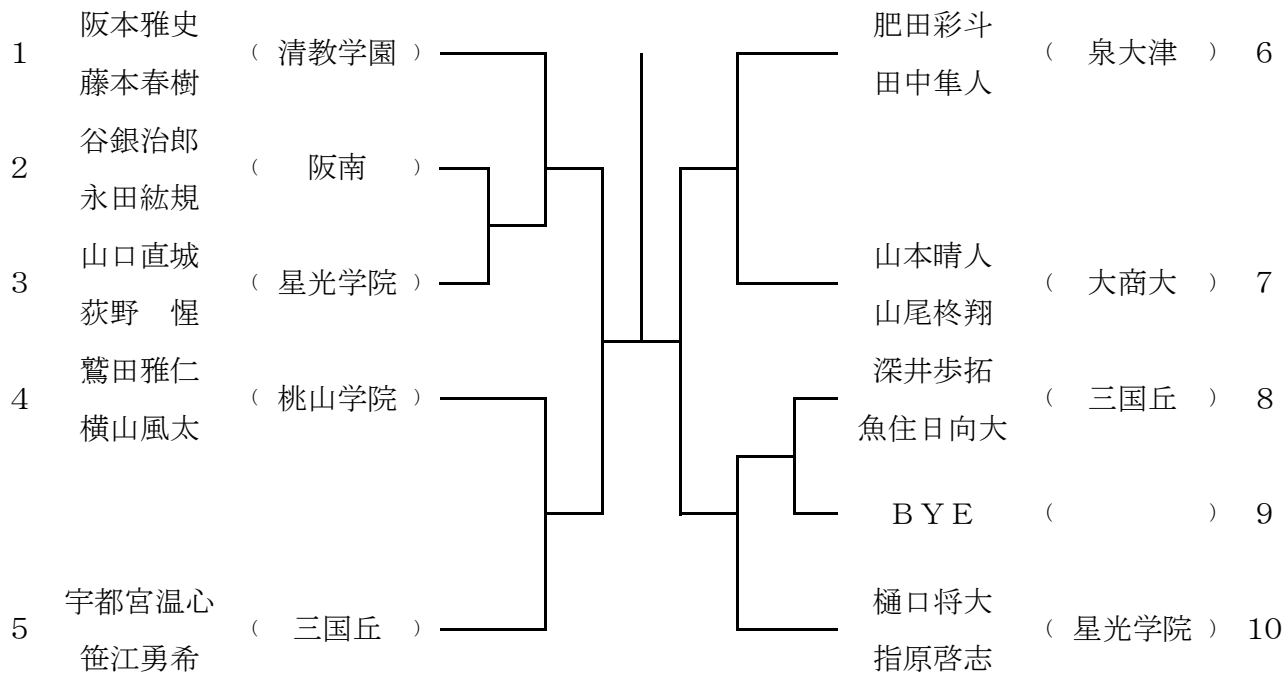 阪本雅史
1 ( 清教学園 )
藤本春樹
谷銀治郎
2 ( 阪南 )
永田紘規
山口直城
3 ( 星光学院 )
荻野　惺
鷲田雅仁
4 ( 桃山学院 )
横山風太
宇都宮温心
5 ( 三国丘 )
笹江勇希
肥田彩斗
( 泉大津 ) 6
田中隼人
山本晴人
( 大商大 ) 7
山尾柊翔
深井歩拓
( 三国丘 ) 8
魚住日向大
ＢＹＥ ( ) 9
樋口将大
( 星光学院 ) 10
指原啓志